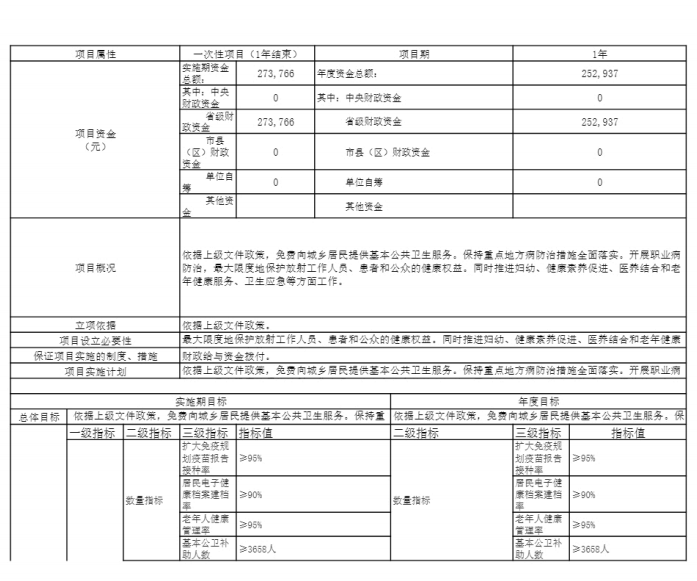 项目属性 一次性项目（1年结束） 项目期 1年
项目资金
（元）
实施期资金
总额： 273,766 年度资金总额： 252,937
其中：中央
财政资金 0 其中：中央财政资金 0
省级财
政资金 273,766 省级财政资金 252,937
市县
（区）财政
资金 0 市县（区）财政资金 0
单位自
筹 0 单位自筹 0
其他资
金 其他资金
项目概况
依据上级文件政策，免费向城乡居民提供基本公共卫生服务。保持重点地方病防治措施全面落实。开展职业病
防治，最大限度地保护放射工作人员、患者和公众的健康权益。同时推进妇幼、健康素养促进、医养结合和老
年健康服务、卫生应急等方面工作。
立项依据 依据上级文件政策。
项目设立必要性 最大限度地保护放射工作人员、患者和公众的健康权益。同时推进妇幼、健康素养促进、医养结合和老年健康
保证项目实施的制度、措施 财政给与资金拨付。
项目实施计划 依据上级文件政策，免费向城乡居民提供基本公共卫生服务。保持重点地方病防治措施全面落实。开展职业病
实施期目标 年度目标
总体目标 依据上级文件政策，免费向城乡居民提供基本公共卫生服务。保持重 依据上级文件政策，免费向城乡居民提供基本公共卫生服务。保
一级指标 二级指标 三级指标 指标值 二级指标 三级指标 指标值
数量指标 数量指标
扩大免疫规
划疫苗报告
接种率 ≥95%
扩大免疫规
划疫苗报告
接种率 ≥95%
居民电子健
康档案建档
率 ≥90%
居民电子健
康档案建档
率 ≥90%
老年人健康
管理率 ≥95%
老年人健康
管理率 ≥95%
基本公卫补
助人数 ≥3658人
基本公卫补
助人数 ≥3658人